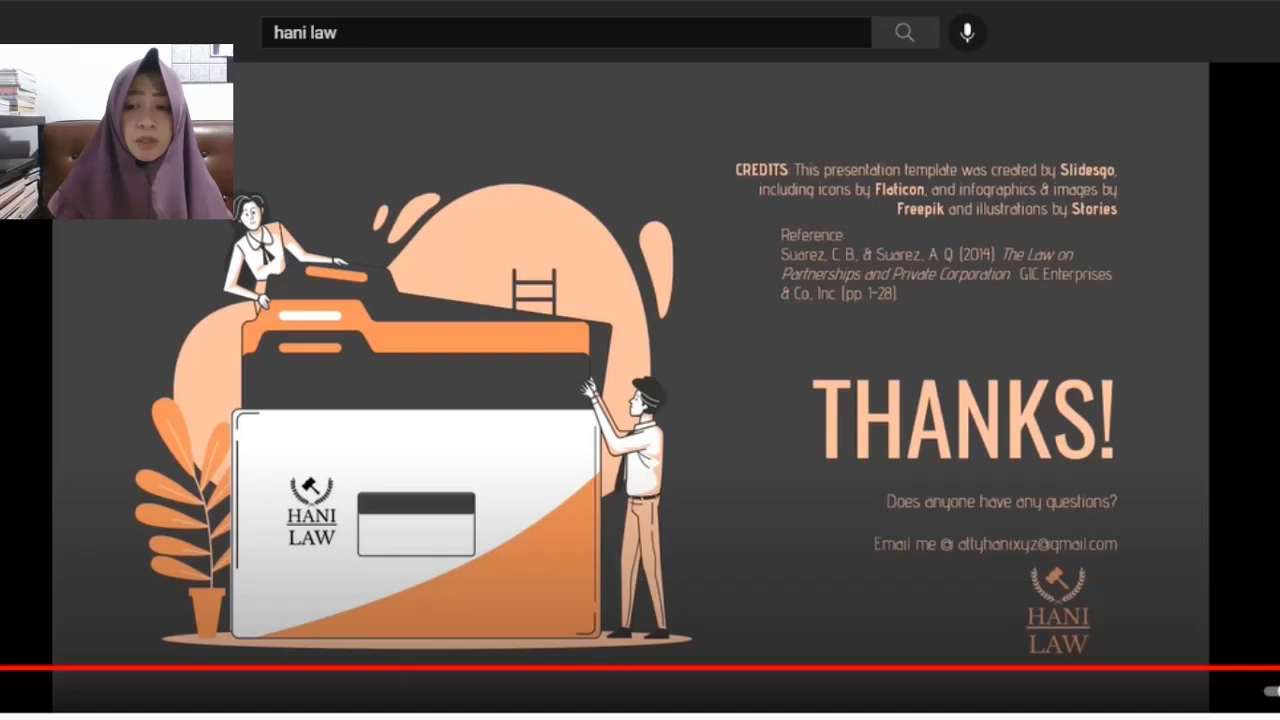 hani law
CREDITS: This presentation template was created by Slidesgo,
including icons by Flaticon, and infographics & images by
Freepik and illustrations by Stories
Reference:
Suarez, C. B., & Suarez, A. Q. (2014). The Law on
Partnerships and Private Corporation. GIC Enterprises
& Co., Inc. (pp. 1-28).
THANKS!
Does anyone have any questions?
Email me @ attyhanixyz@gmail.com
HANI
LAW
HANI
LAW